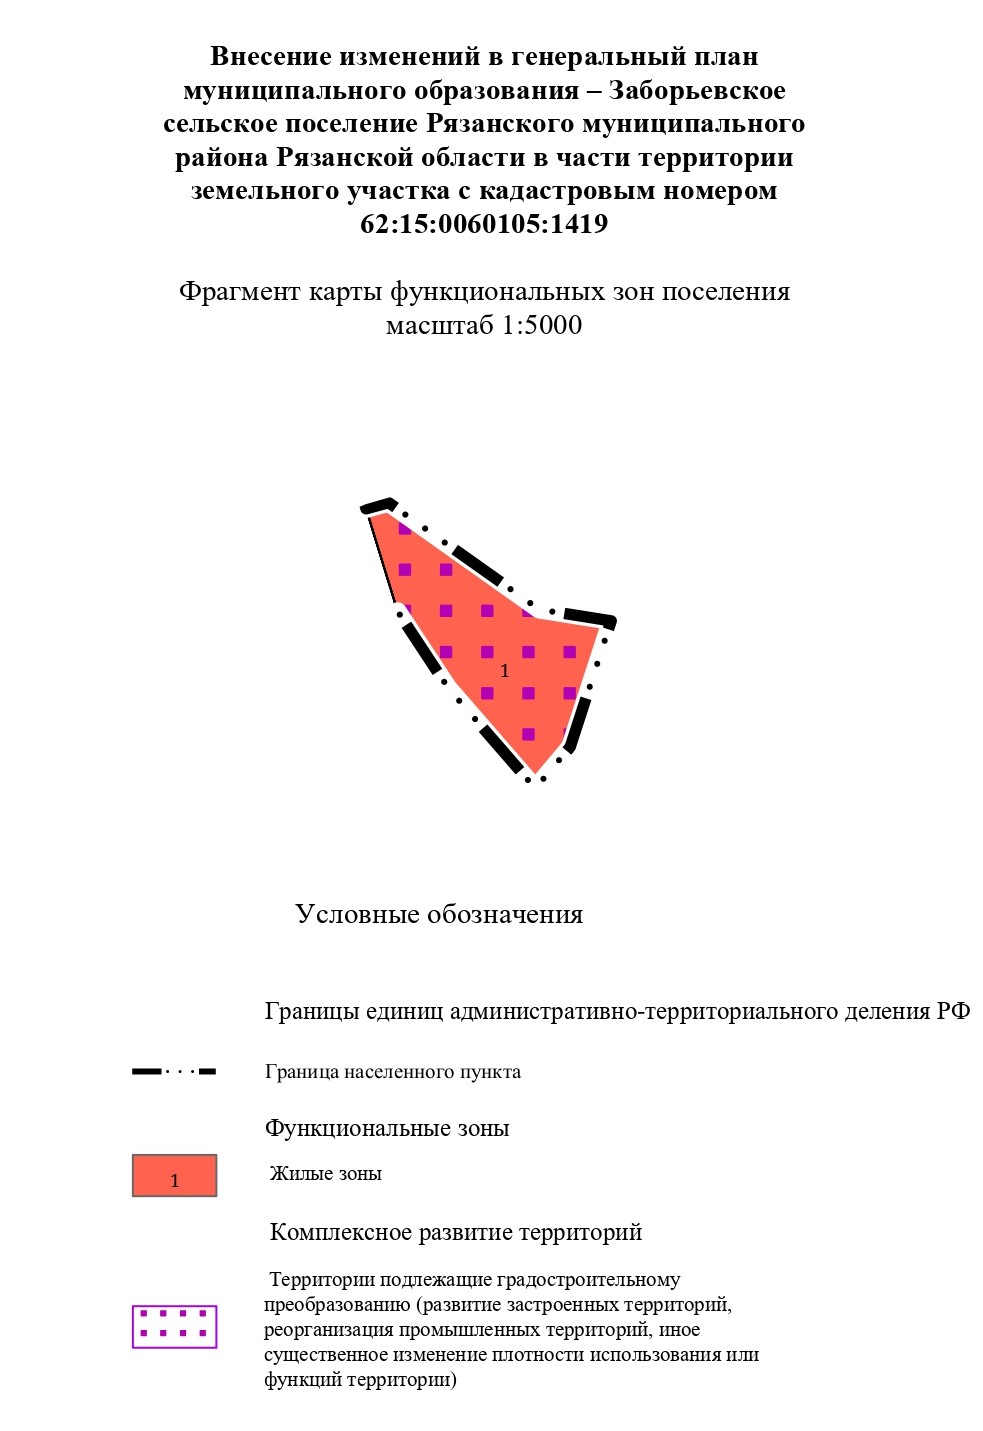 Внесение изменений в генеральный план
муниципального образования – Заборьевское
сельское поселение Рязанского муниципального
района Рязанской области в части территории
земельного участка с кадастровым номером
62:15:0060105:1419
Фрагмент карты функциональных зон поселения
масштаб 1:5000
1
Условные обозначения
Границы единиц административно-территориального деления РФ
Граница населенного пункта
Функциональные зоны
1
Жилые зоны
Комплексное развитие территорий
Территории подлежащие градостроительному
преобразованию (развитие застроенных территорий,
реорганизация промышленных территорий, иное
существенное изменение плотности использования или
функций территории)